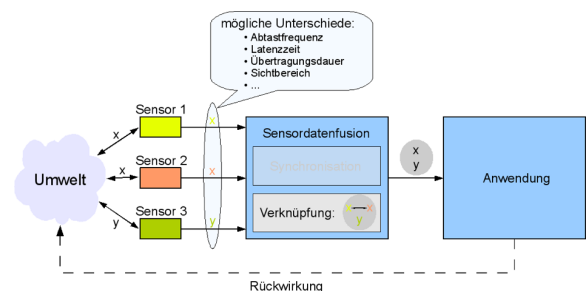 mögliche Unterschiede:
• Abtastfrequenz
• Latenzzeit
• Übertragungsdauer
• Sichtbereich
• ...
Sensor 1
x
x
Sensordatenfusion
Sensor 2
x
x
Synchronisation
x
y
Umwelt
Anwendung
Sensor 3
y
y
Verknüpfung:
x
x
y
Rückwirkung